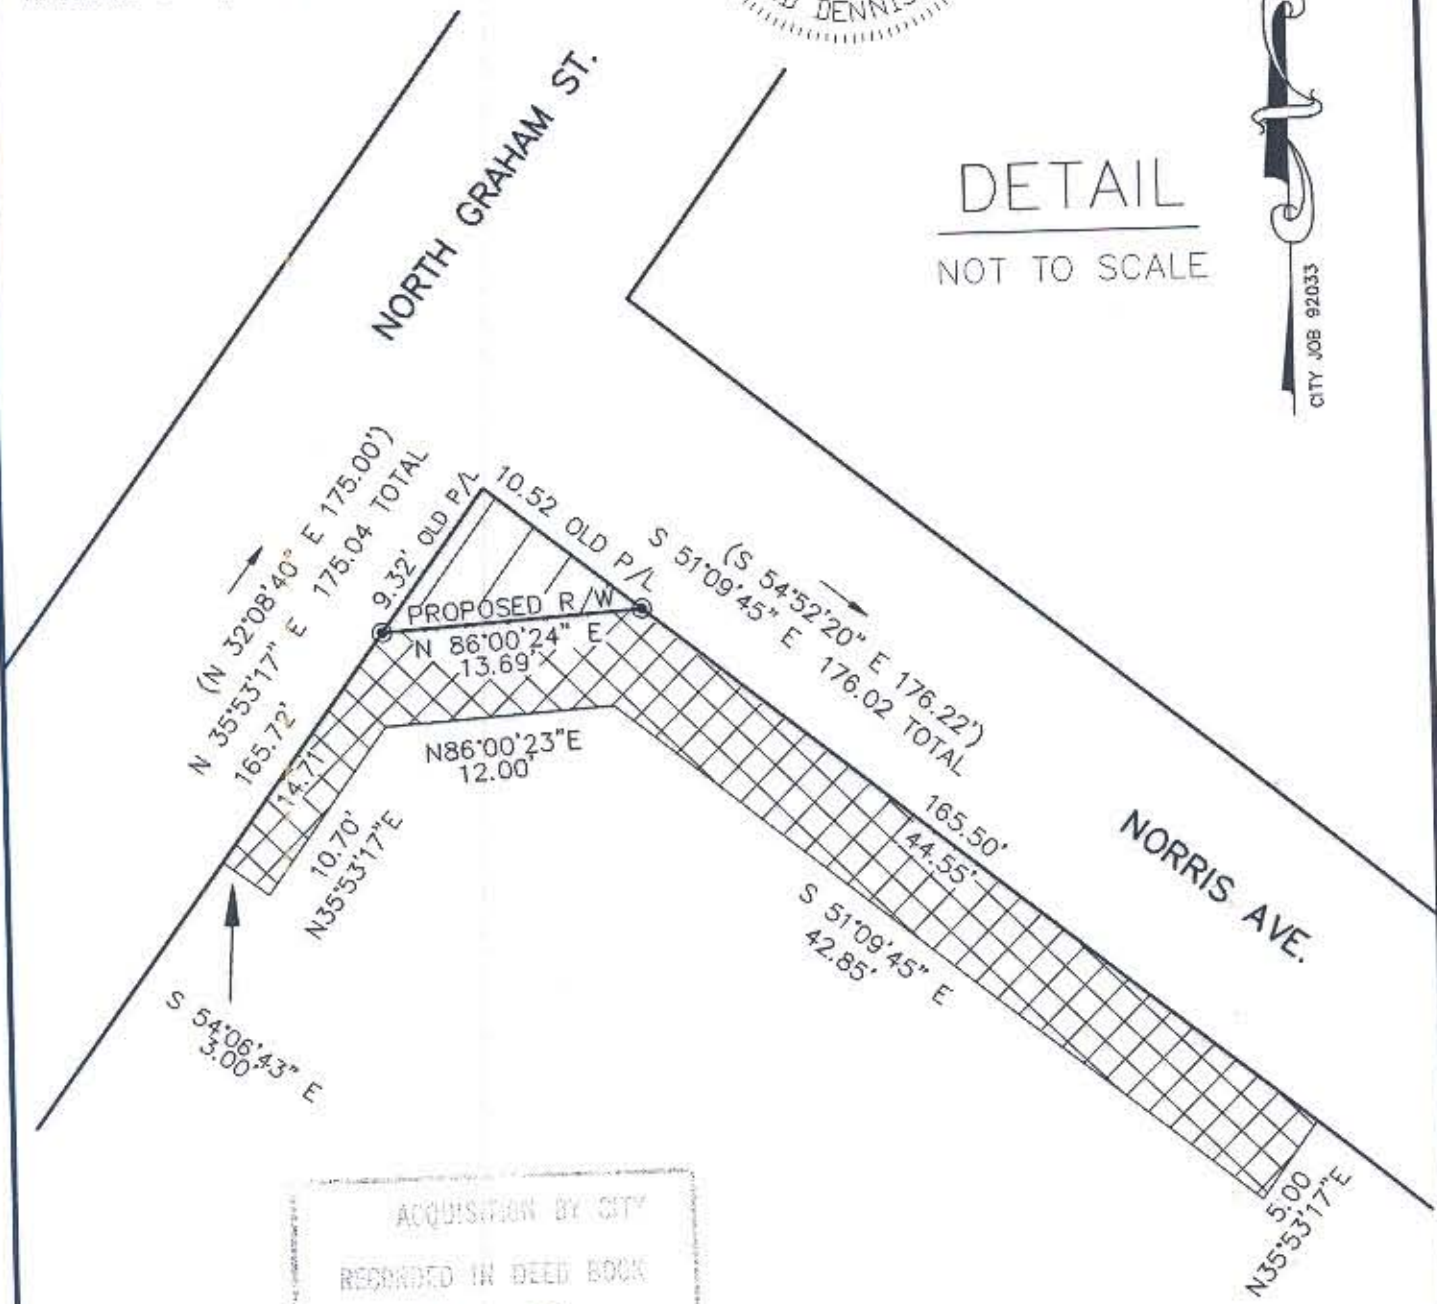 DENNIS
NORTH GRAHAM ST.
DETAIL
NOT TO SCALE
CITY JOB 92033
(N 32°08'40" E 175.00')
N 35°53'17" E 175.04 TOTAL
165.72'
9.32' OLD P/L
10.52 OLD P/L
(S 54°52'20" E 176.22')
S 51°09'45" E 176.02 TOTAL
PROPOSED R/W
N 86°00'24" E
13.69'
14.71'
N86°00'23"E
12.00'
10.70'
N35°53'17"E
165.50'
44.55'
NORRIS AVE.
S 51°09'45" E
42.85'
S 54°06'43" E
3.00'
5.00
N35°53'17"E
ACQUISITION BY CITY
RECORDED IN DEED BOOK